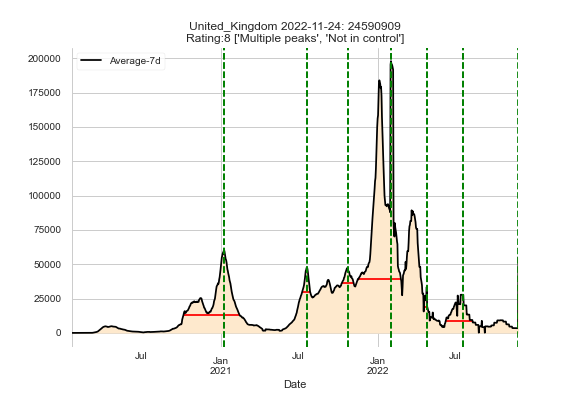 United_Kingdom 2022-11-24: 24590909
Rating:8 ['Multiple peaks', 'Not in control']
Average-7d
200000
175000
150000
125000
100000
75000
50000
25000
0
Jul
Jan
2021
Jul
Jan
2022
Jul
Date